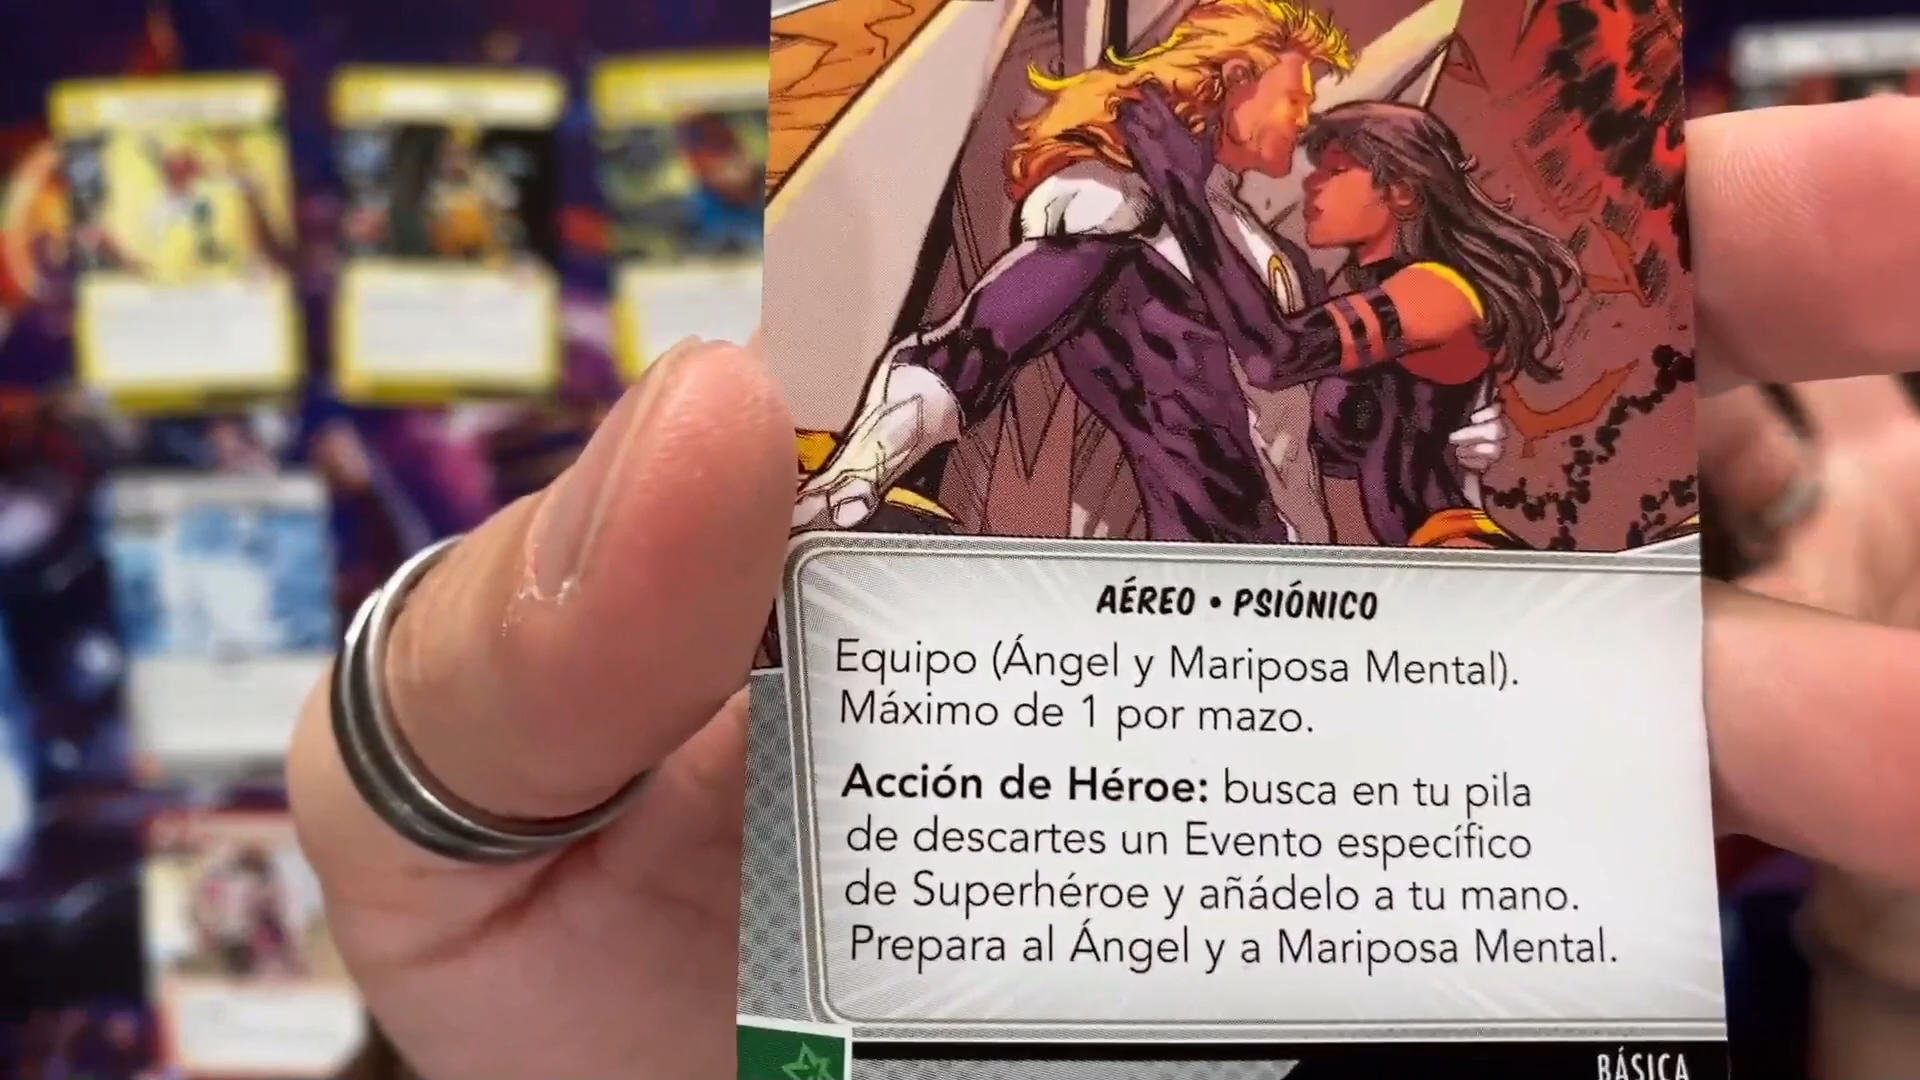 AÉREO • PSIÓNICO
Equipo (Ángel y Mariposa Mental).
Máximo de 1 por mazo.
Acción de Héroe: busca en tu pila
de descartes un Evento específico
de Superhéroe y añádelo a tu mano.
Prepara al Ángel y a Mariposa Mental.
BÁSICA